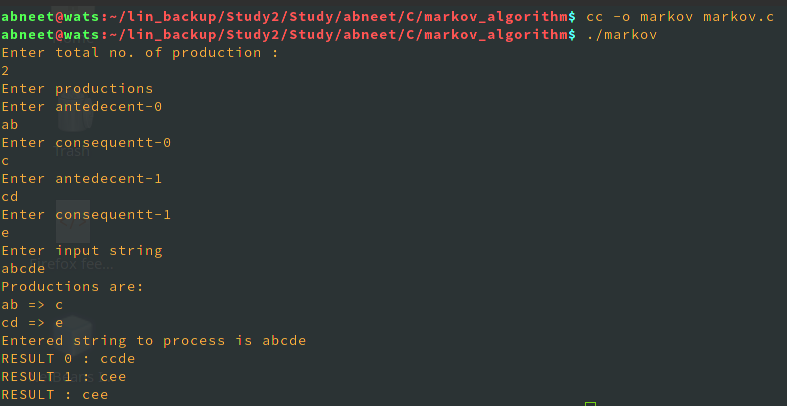 abneet@wats:~/lin_backup/Study2/Study/abneet/C/markov_algorithm$ cc -o markov markov.c
abneet@wats:~/lin_backup/Study2/Study/abneet/C/markov_algorithm$ ./markov
Enter total no. of production :
2
Enter productions
Enter antedecent-0
ab
Enter consequentt-0
Trash
c
Enter antedecent-1
cd
Enter consequentt-1
e
Enter input string
Firefox Tee...
abcde
Productions are:
ab => c
cd => e
Entered string to process is abcde
RESULT 0 : ccde
RESULT 1 : cee
RESULT : cee